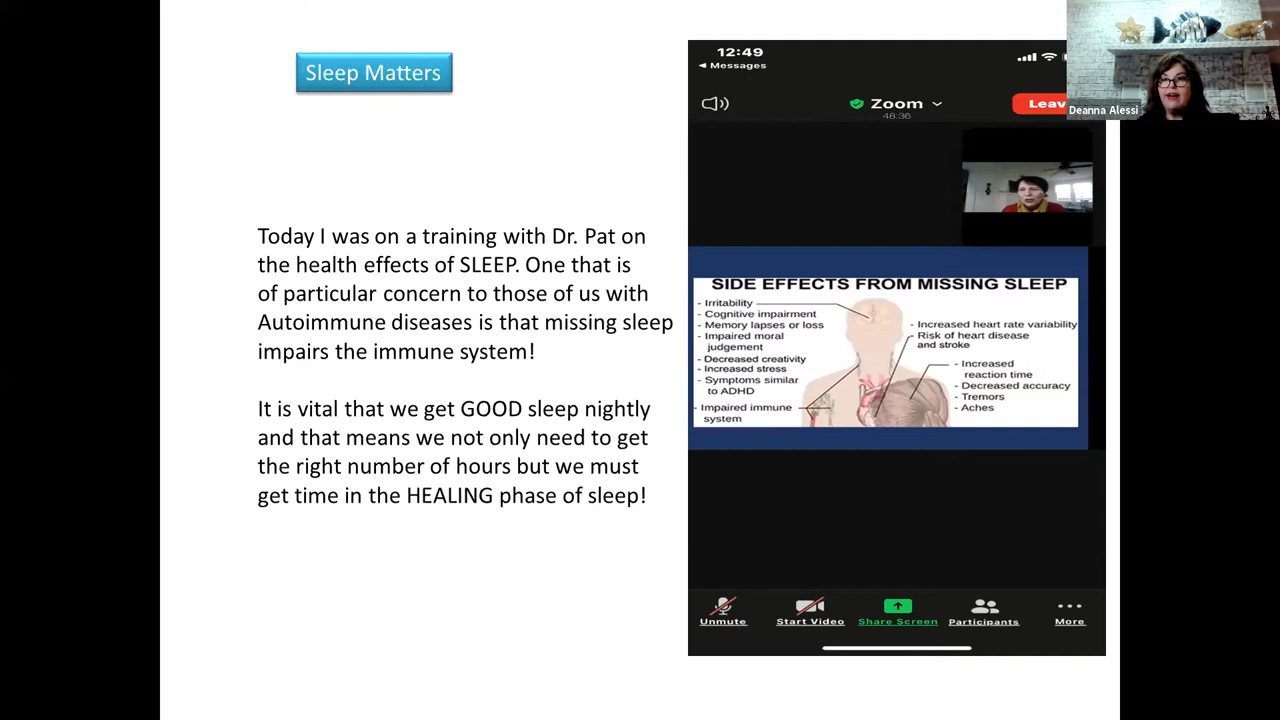 Sleep Matters
Today I was on a training with Dr. Pat on
the health effects of SLEEP. One that is
of particular concern to those of us with
Autoimmune diseases is that missing sleep
impairs the immune system!
It is vital that we get GOOD sleep nightly
and that means we not only need to get
the right number of hours but we must
get time in the HEALING phase of sleep!
12:49
Messages
Zoom
48:36
Leav
SIDE EFFECTS FROM MISSING SLEEP
- Irritability
- Cognitive impairment
- Memory lapses or loss
- Impaired moral
judgement
- Decreased creativity
- Increased stress
- Symptoms similar
to ADHD
- Impaired immune
system
- Increased heart rate variability
- Risk of heart disease
and stroke
- Increased
reaction time
- Decreased accuracy
- Tremors
- Aches
Unmute
Start Video
Share Screen
Participants
More
Deanna Alessi